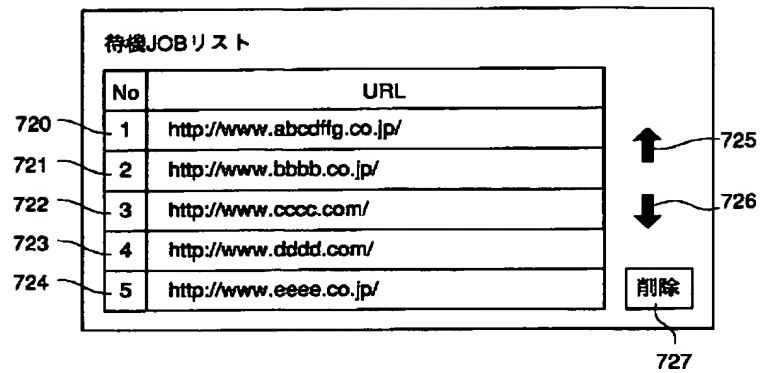 待機JOBリスト
No URL
720 1 http://www.abcdffg.co.jp/
725
721 2 http://www.bbbb.co.jp/
722 3 http://www.cccc.com/
726
723 4 http://www.dddd.com/
724 5 http://www.eeee.co.jp/
削除
727